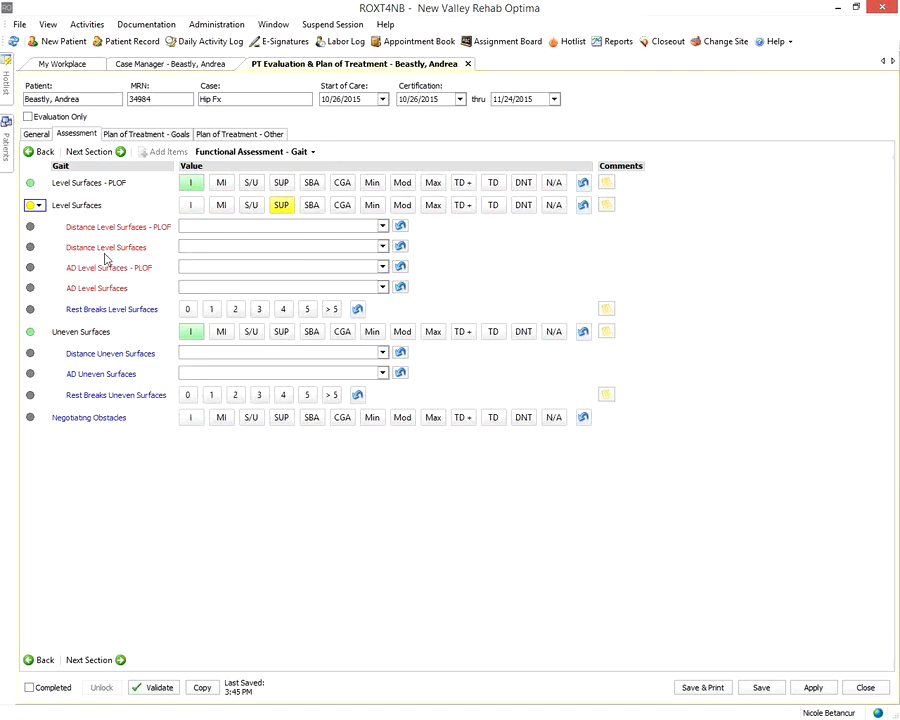 ROXT4NB - New Valley Rehab Optima
File View Activities Documentation Administration Window Suspend Session Help
New Patient Patient Record Daily Activity Log E-Signatures Labor Log Appointment Book Assignment Board Hotlist Reports Closeout Change Site Help
My Workplace Case Manager - Beastly, Andrea PT Evaluation & Plan of Treatment - Beastly, Andrea
Hotlist
Patients
Patient: MRN: Case: Start of Care: Certification:
Beastly, Andrea 34984 Hip Fx 10/26/2015 10/26/2015 thru 11/24/2015
Evaluation Only
General Assessment Plan of Treatment - Goals Plan of Treatment - Other
Back Next Section Add Items Functional Assessment - Gait
Gait Value Comments
Level Surfaces - PLOF I MI S/U SUP SBA CGA Min Mod Max TD + TD DNT N/A
Level Surfaces I MI S/U SUP SBA CGA Min Mod Max TD + TD DNT N/A
Distance Level Surfaces - PLOF
Distance Level Surfaces
AD Level Surfaces - PLOF
AD Level Surfaces
Rest Breaks Level Surfaces 0 1 2 3 4 5 > 5
Uneven Surfaces I MI S/U SUP SBA CGA Min Mod Max TD + TD DNT N/A
Distance Uneven Surfaces
AD Uneven Surfaces
Rest Breaks Uneven Surfaces 0 1 2 3 4 5 > 5
Negotiating Obstacles I MI S/U SUP SBA CGA Min Mod Max TD + TD DNT N/A
Back Next Section
Completed Unlock Validate Copy Last Saved: 3:45 PM Save & Print Save Apply Close
Nicole Betancur